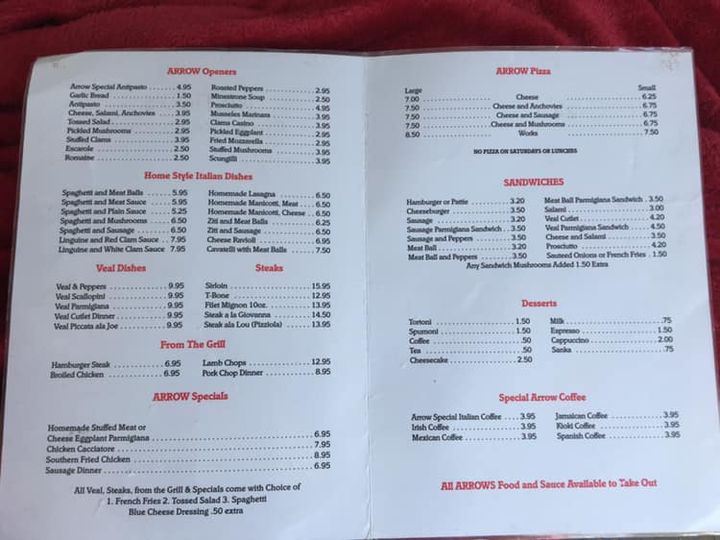 ARROW Openers
Arrow Special Antipasto ....... 4.95
Garlic Bread ................. 1.50
Antipasto .................... 3.50
Cheese, Salami, Anchovies .... 3.95
Tossed Salad ................. 2.95
Pickled Mushrooms ............ 2.95
Stuffed Clams ................ 3.95
Escarole ..................... 2.50
Romaine ...................... 2.50
Roasted Peppers .............. 2.95
Minestrone Soup .............. 2.50
Prosciutto ................... 4.95
Musseles Marinara ............ 3.95
Clams Casino ................. 3.95
Pickled Eggplant ............. 2.95
Fried Mozzarella ............. 2.95
Stuffed Mushrooms ............ 3.95
Scungilli .................... 3.95
Home Style Italian Dishes
Spaghetti and Meat Balls ...... 5.95
Spaghetti and Meat Sauce ..... 5.95
Spaghetti and Plain Sauce .... 5.25
Spaghetti and Mushrooms ...... 6.50
Spaghetti and Sausage ........ 6.50
Linguine and Red Clam Sauce .. 7.95
Linguine and White Clam Sauce 7.95
Homemade Lasagna ............. 6.50
Homemade Manicotti, Meat .... 6.50
Homemade Manicotti, Cheese .. 6.50
Ziti and Meat Balls .......... 6.25
Ziti and Sausage ............. 6.50
Cheese Ravioli ............... 6.95
Cavatelli with Meat Balls .... 7.50
Veal Dishes
Veal & Peppers ............... 9.95
Veal Scallopini .............. 9.95
Veal Parmigiana .............. 9.95
Veal Cutlet Dinner ........... 9.95
Veal Piccata ala Joe ......... 9.95
Steaks
Sirloin ...................... 15.95
T-Bone ....................... 12.95
Filet Mignon 10oz. ........... 13.95
Steak a la Giovanna .......... 14.50
Steak ala Lou (Pizziola) ..... 13.95
From The Grill
Hamburger Steak .............. 6.95
Broiled Chicken .............. 6.95
Lamb Chops ................... 12.95
Pork Chop Dinner ............. 8.95
ARROW Specials
Homemade Stuffed Meat or
Cheese Eggplant Parmigiana ... 6.95
Chicken Cacciatore ........... 7.95
Southern Fried Chicken ....... 8.95
Sausage Dinner ............... 6.95
All Veal, Steaks, from the Grill & Specials come with Choice of
1. French Fries 2. Tossed Salad 3. Spaghetti
Blue Cheese Dressing .50 extra
ARROW Pizza
Large Small
7.00 ........ Cheese ........ 6.25
7.50 ........ Cheese and Anchovies ........ 6.75
7.50 ........ Cheese and Sausage ........ 6.75
7.50 ........ Cheese and Mushrooms ........ 6.75
8.50 ........ Works ........ 7.50
NO PIZZA ON SATURDAYS OR LUNCHES
SANDWICHES
Hamburger or Pattie .......... 3.20
Cheeseburger ................. 3.50
Sausage ...................... 3.20
Sausage Parmigiana Sandwich .. 3.50
Sausage and Peppers .......... 3.50
Meat Ball .................... 3.20
Meat Ball and Peppers ........ 3.50
Meat Ball Parmigiana Sandwich . 3.50
Salami ....................... 3.00
Veal Cutlet .................. 4.20
Veal Parmigiana Sandwich ..... 4.50
Cheese and Salami ............ 3.50
Prosciutto ................... 4.20
Sauteed Onions or French Fries . 1.50
Any Sandwich Mushrooms Added 1.50 Extra
Desserts
Tortoni ...................... 1.50
Spumoni ...................... 1.50
Coffee ....................... .50
Tea .......................... .50
Cheesecake ................... 2.50
Milk ......................... .75
Espresso ..................... 1.50
Cappuccino ................... 2.00
Sanka ........................ .75
Special Arrow Coffee
Arrow Special Italian Coffee .... 3.95
Irish Coffee ................. 3.95
Mexican Coffee ............... 3.95
Jamaican Coffee .............. 3.95
Kioki Coffee ................. 3.95
Spanish Coffee ............... 3.95
All ARROWS Food and Sauce Available to Take Out